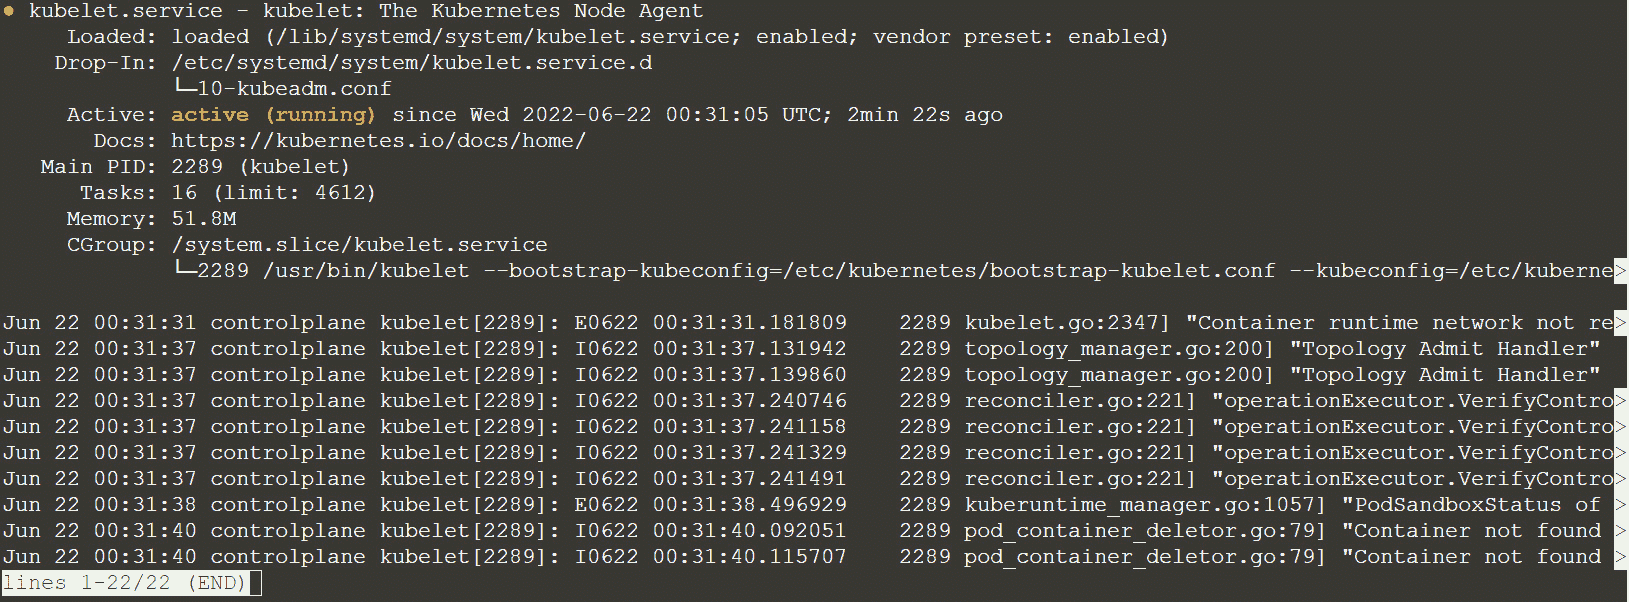 ● kubelet.service - kubelet: The Kubernetes Node Agent
     Loaded: loaded (/lib/systemd/system/kubelet.service; enabled; vendor preset: enabled)
    Drop-In: /etc/systemd/system/kubelet.service.d
             └─10-kubeadm.conf
     Active: active (running) since Wed 2022-06-22 00:31:05 UTC; 2min 22s ago
       Docs: https://kubernetes.io/docs/home/
   Main PID: 2289 (kubelet)
      Tasks: 16 (limit: 4612)
     Memory: 51.8M
     CGroup: /system.slice/kubelet.service
             └─2289 /usr/bin/kubelet --bootstrap-kubeconfig=/etc/kubernetes/bootstrap-kubelet.conf --kubeconfig=/etc/kuberne>

Jun 22 00:31:31 controlplane kubelet[2289]: E0622 00:31:31.181809    2289 kubelet.go:2347] "Container runtime network not re>
Jun 22 00:31:37 controlplane kubelet[2289]: I0622 00:31:37.131942    2289 topology_manager.go:200] "Topology Admit Handler"
Jun 22 00:31:37 controlplane kubelet[2289]: I0622 00:31:37.139860    2289 topology_manager.go:200] "Topology Admit Handler"
Jun 22 00:31:37 controlplane kubelet[2289]: I0622 00:31:37.240746    2289 reconciler.go:221] "operationExecutor.VerifyContro>
Jun 22 00:31:37 controlplane kubelet[2289]: I0622 00:31:37.241158    2289 reconciler.go:221] "operationExecutor.VerifyContro>
Jun 22 00:31:37 controlplane kubelet[2289]: I0622 00:31:37.241329    2289 reconciler.go:221] "operationExecutor.VerifyContro>
Jun 22 00:31:37 controlplane kubelet[2289]: I0622 00:31:37.241491    2289 reconciler.go:221] "operationExecutor.VerifyContro>
Jun 22 00:31:38 controlplane kubelet[2289]: E0622 00:31:38.496929    2289 kuberuntime_manager.go:1057] "PodSandboxStatus of >
Jun 22 00:31:40 controlplane kubelet[2289]: I0622 00:31:40.092051    2289 pod_container_deletor.go:79] "Container not found >
Jun 22 00:31:40 controlplane kubelet[2289]: I0622 00:31:40.115707    2289 pod_container_deletor.go:79] "Container not found >
lines 1-22/22 (END)